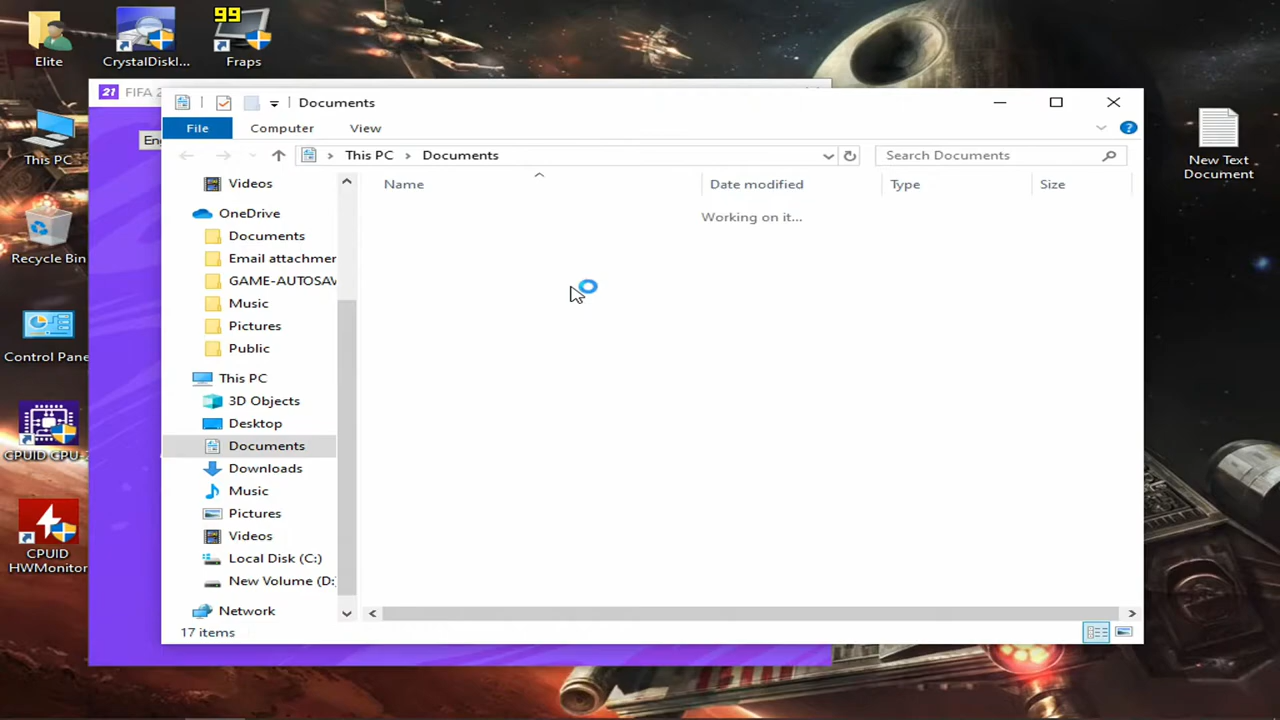 99
Elite
CrystalDiskI...
Fraps
This PC
Recycle Bin
Control Pane
CPUID CPU-Z
CPUID
HWMonitor
New Text
Document
21 FIFA 2
Documents
File
Computer
View
This PC > Documents
Search Documents
Name
Date modified
Type
Size
Working on it...
Videos
OneDrive
Documents
Email attachmer
GAME-AUTOSAV
Music
Pictures
Public
This PC
3D Objects
Desktop
Documents
Downloads
Music
Pictures
Videos
Local Disk (C:)
New Volume (D:
Network
17 items